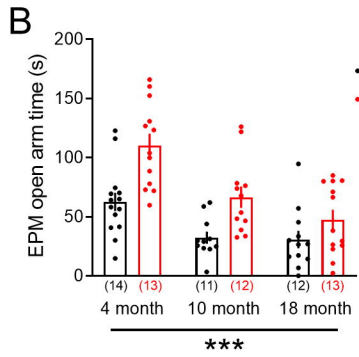 B
EPM open arm time (s)
200
150
100
50
0
(14) (13) (11) (12) (12) (13)
4 month 10 month 18 month
***